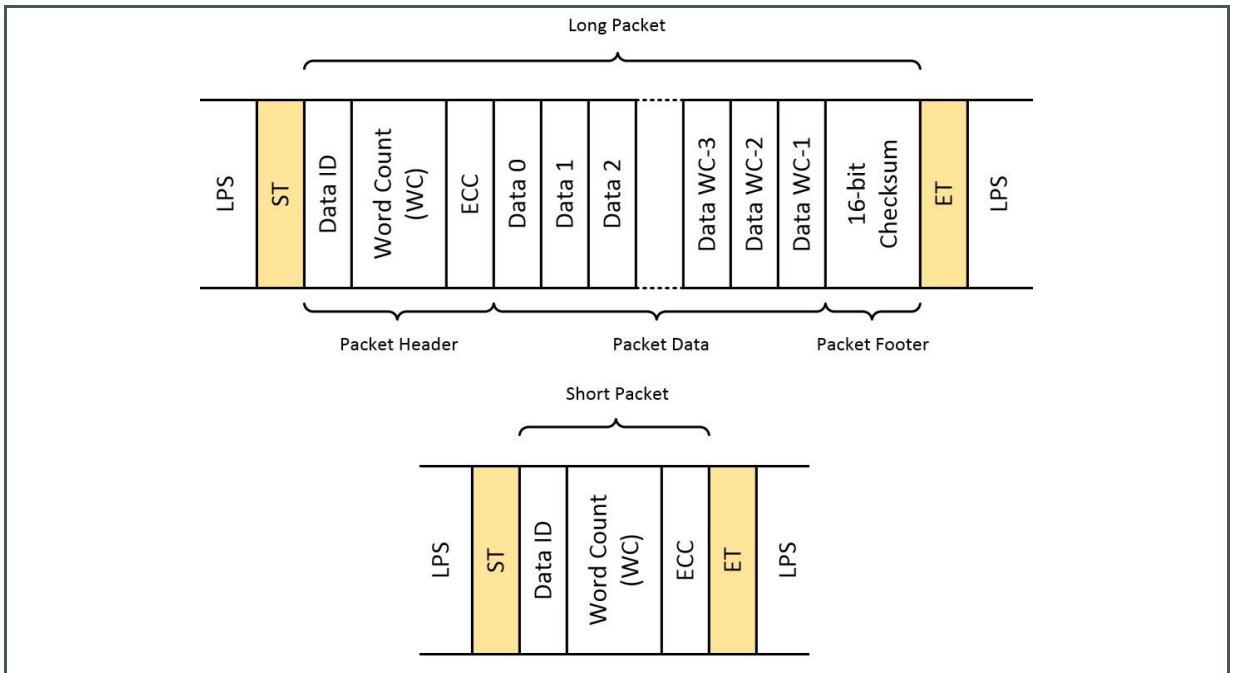 Long Packet
LPS
ST
Data ID
Word Count
(WC)
ECC
Data 0
Data 1
Data 2
Data WC-3
Data WC-2
Data WC-1
16-bit
Checksum
ET
LPS
Packet Header
Packet Data
Packet Footer
Short Packet
LPS
ST
Data ID
Word Count
(WC)
ECC
ET
LPS